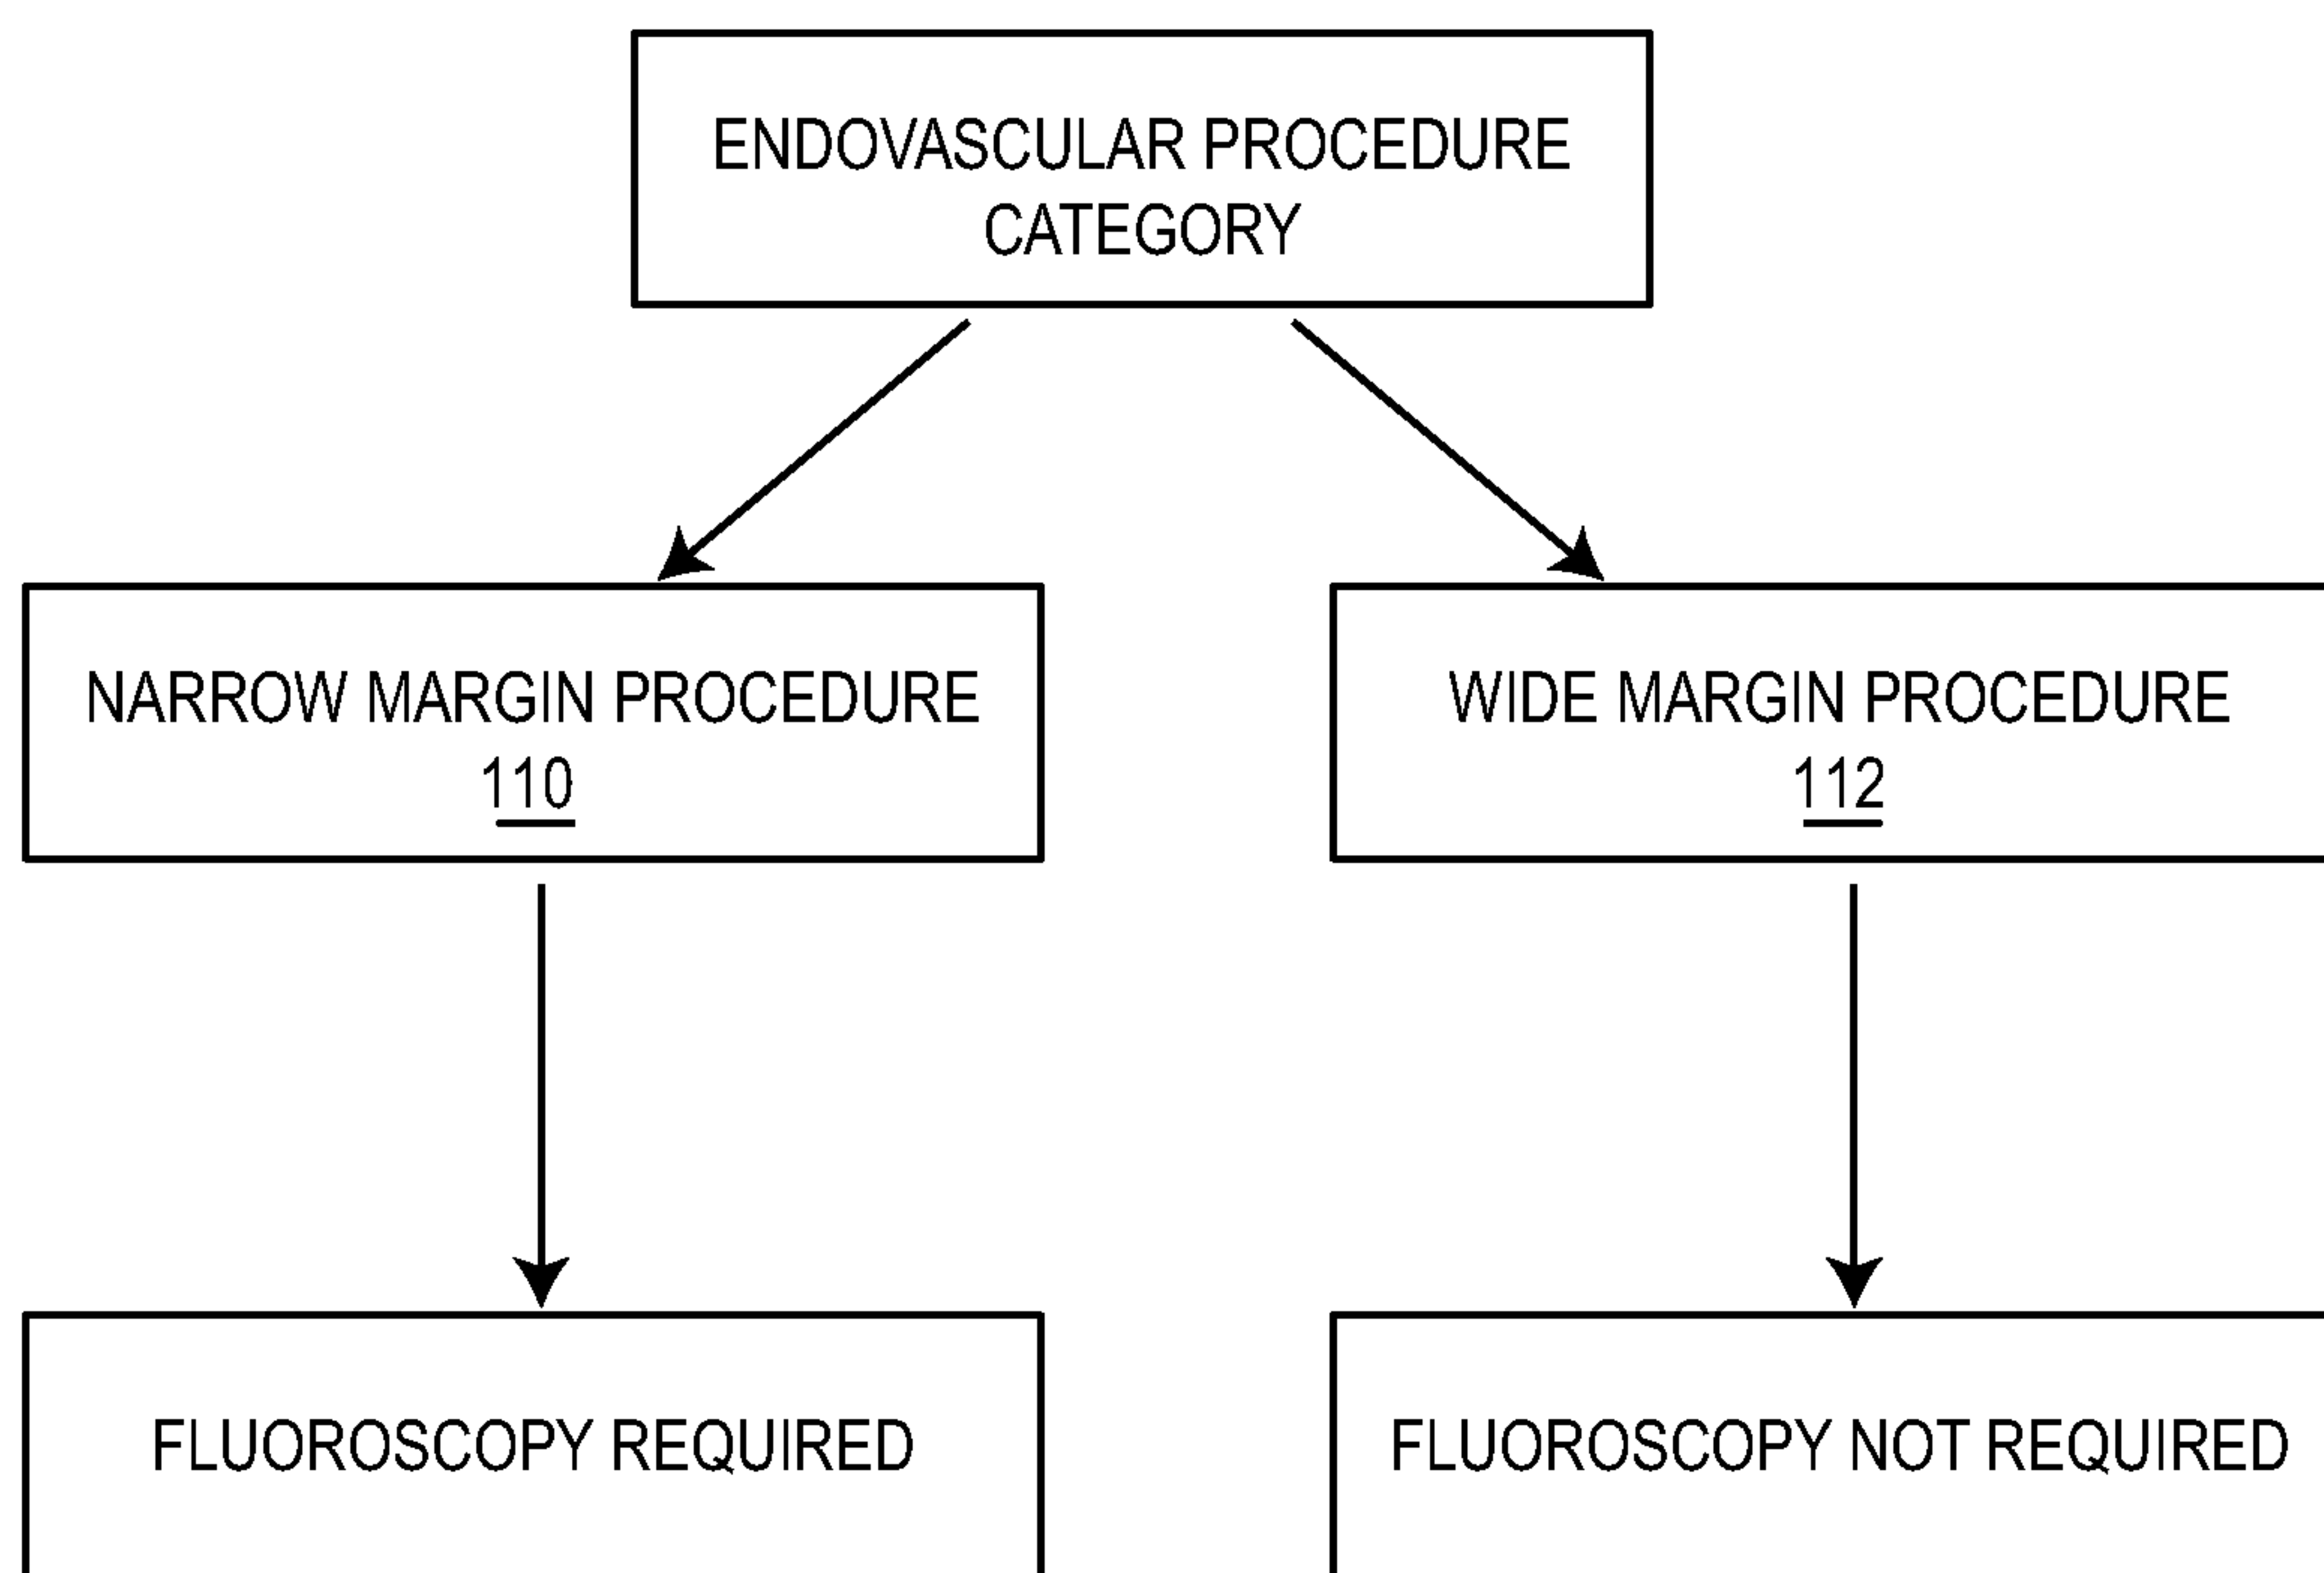 ENDOVASCULAR PROCEDURE
CATEGORY
NARROW MARGIN PROCEDURE
110
WIDE MARGIN PROCEDURE
112
FLUOROSCOPY REQUIRED
FLUOROSCOPY NOT REQUIRED